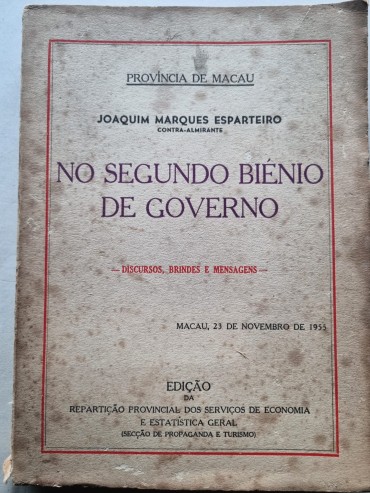 PROVÍNCIA DE MACAU
JOAQUIM MARQUES ESPARTEIRO
CONTRA-ALMIRANTE
NO SEGUNDO BIÉNIO
DE GOVERNO
— DISCURSOS, BRINDES E MENSAGENS —
MACAU, 23 DE NOVEMBRO DE 1955
EDIÇÃO
DA
REPARTIÇÃO PROVINCIAL DOS SERVIÇOS DE ECONOMIA
E ESTATÍSTICA GERAL
(SECÇÃO DE PROPAGANDA E TURISMO)